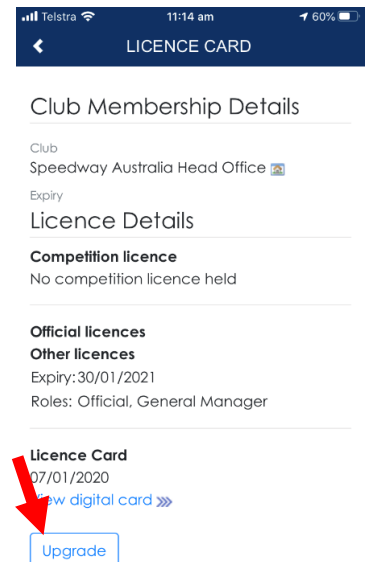 Telstra 11:14 am 60%
LICENCE CARD
Club Membership Details
Club
Speedway Australia Head Office
Expiry
Licence Details
Competition licence
No competition licence held
Official licences
Other licences
Expiry: 30/01/2021
Roles: Official, General Manager
Licence Card
07/01/2020
View digital card >>>
Upgrade